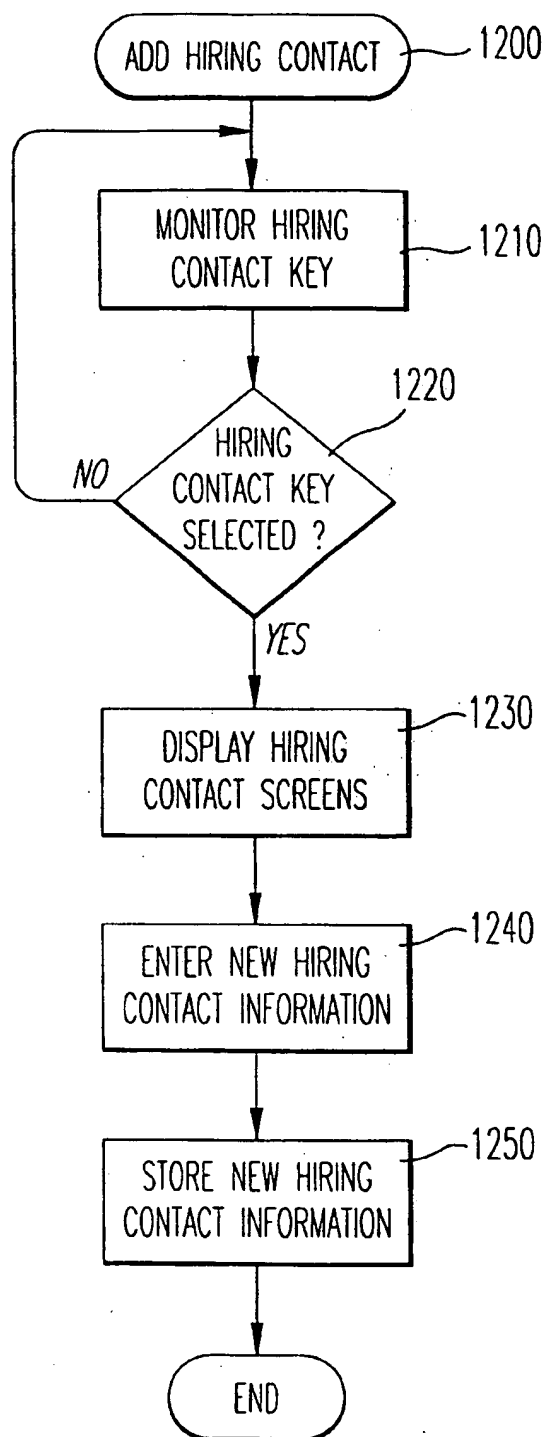 ADD HIRING CONTACT
1200
MONITOR HIRING
CONTACT KEY
1210
1220
HIRING
CONTACT KEY
SELECTED ?
NO
YES
1230
DISPLAY HIRING
CONTACT SCREENS
1240
ENTER NEW HIRING
CONTACT INFORMATION
1250
STORE NEW HIRING
CONTACT INFORMATION
END